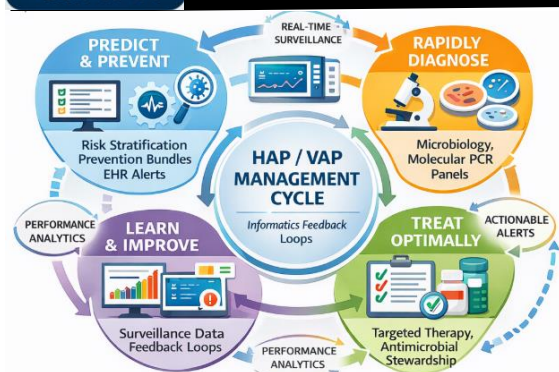 REAL-TIME
SURVEILLANCE
PREDICT
& PREVENT
Risk Stratification
Prevention Bundles
EHR Alerts
RAPIDLY
DIAGNOSE
Microbiology,
Molecular PCR
Panels
HAP / VAP
MANAGEMENT
CYCLE
Informatics Feedback
Loops
PERFORMANCE
ANALYTICS
LEARN
& IMPROVE
Surveillance Data
Feedback Loops
TREAT
OPTIMALLY
Targeted Therapy,
Antimicrobial
Stewardship
ACTIONABLE
ALERTS
PERFORMANCE
ANALYTICS